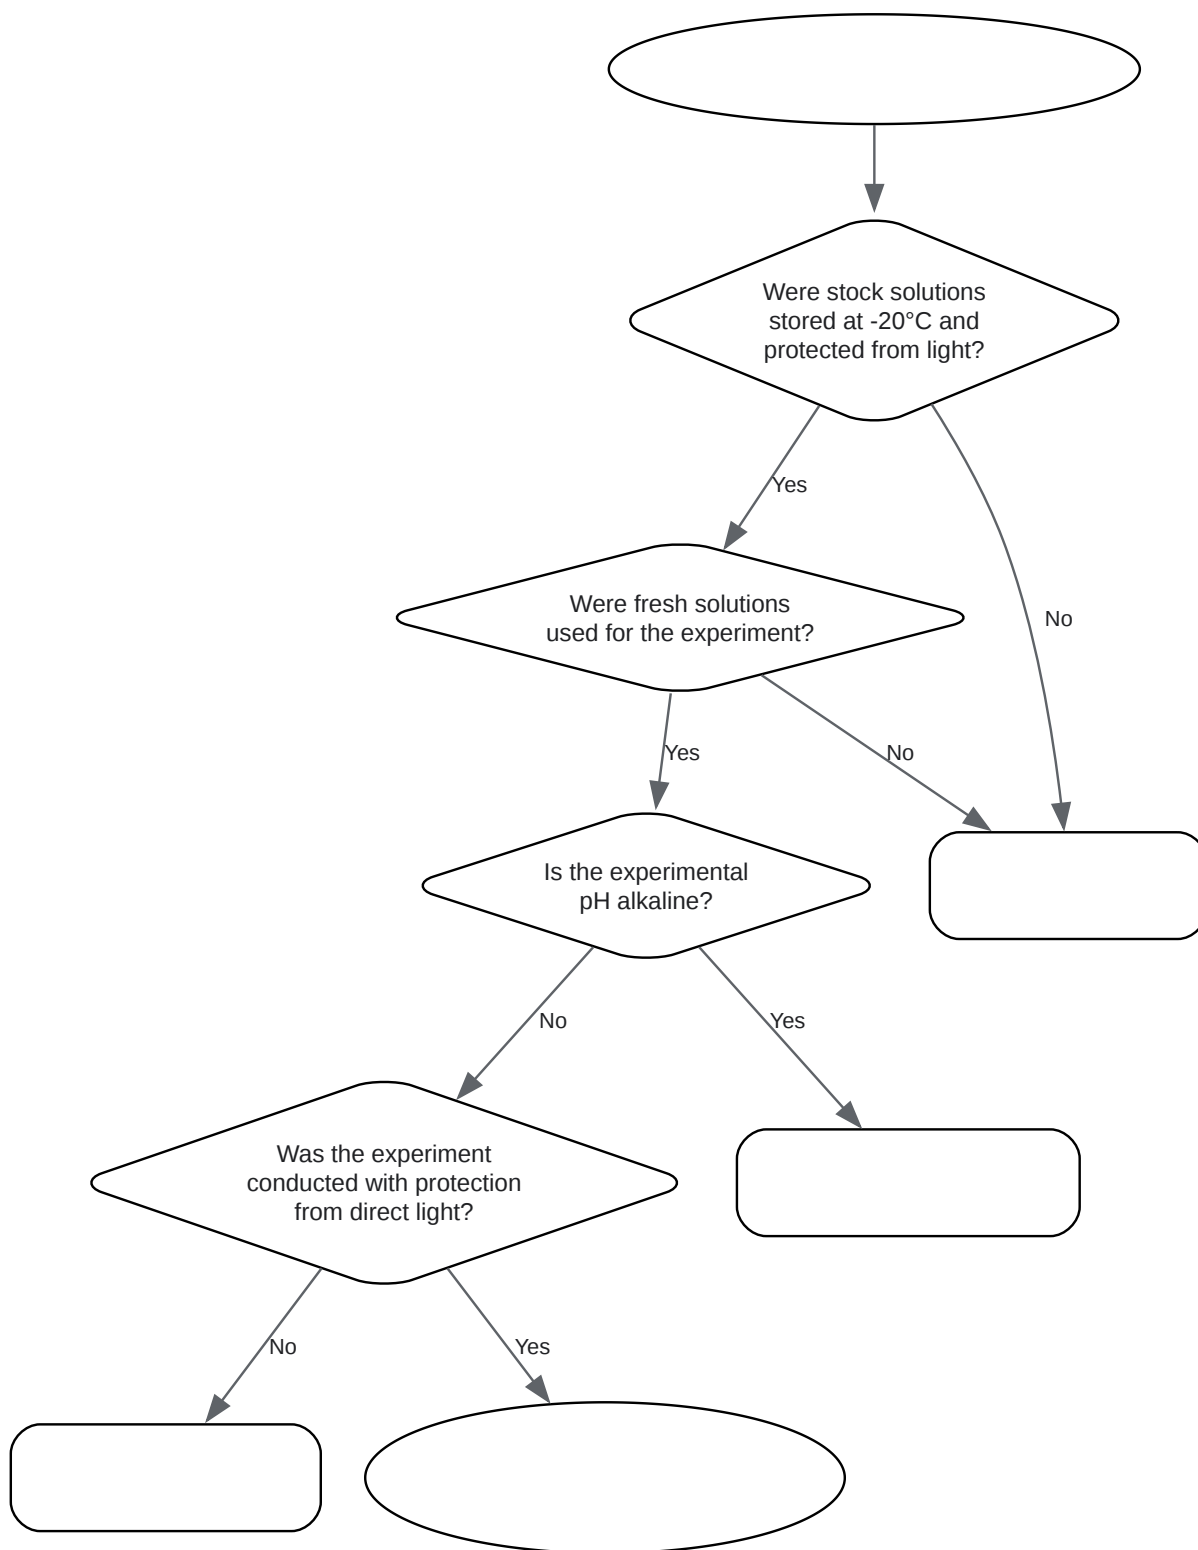 Were stock solutions
stored at -20°C and
protected from light?
Yes
Were fresh solutions
used for the experiment?
No
Yes
No
Is the experimental
pH alkaline?
No
Yes
Was the experiment
conducted with protection
from direct light?
No
Yes